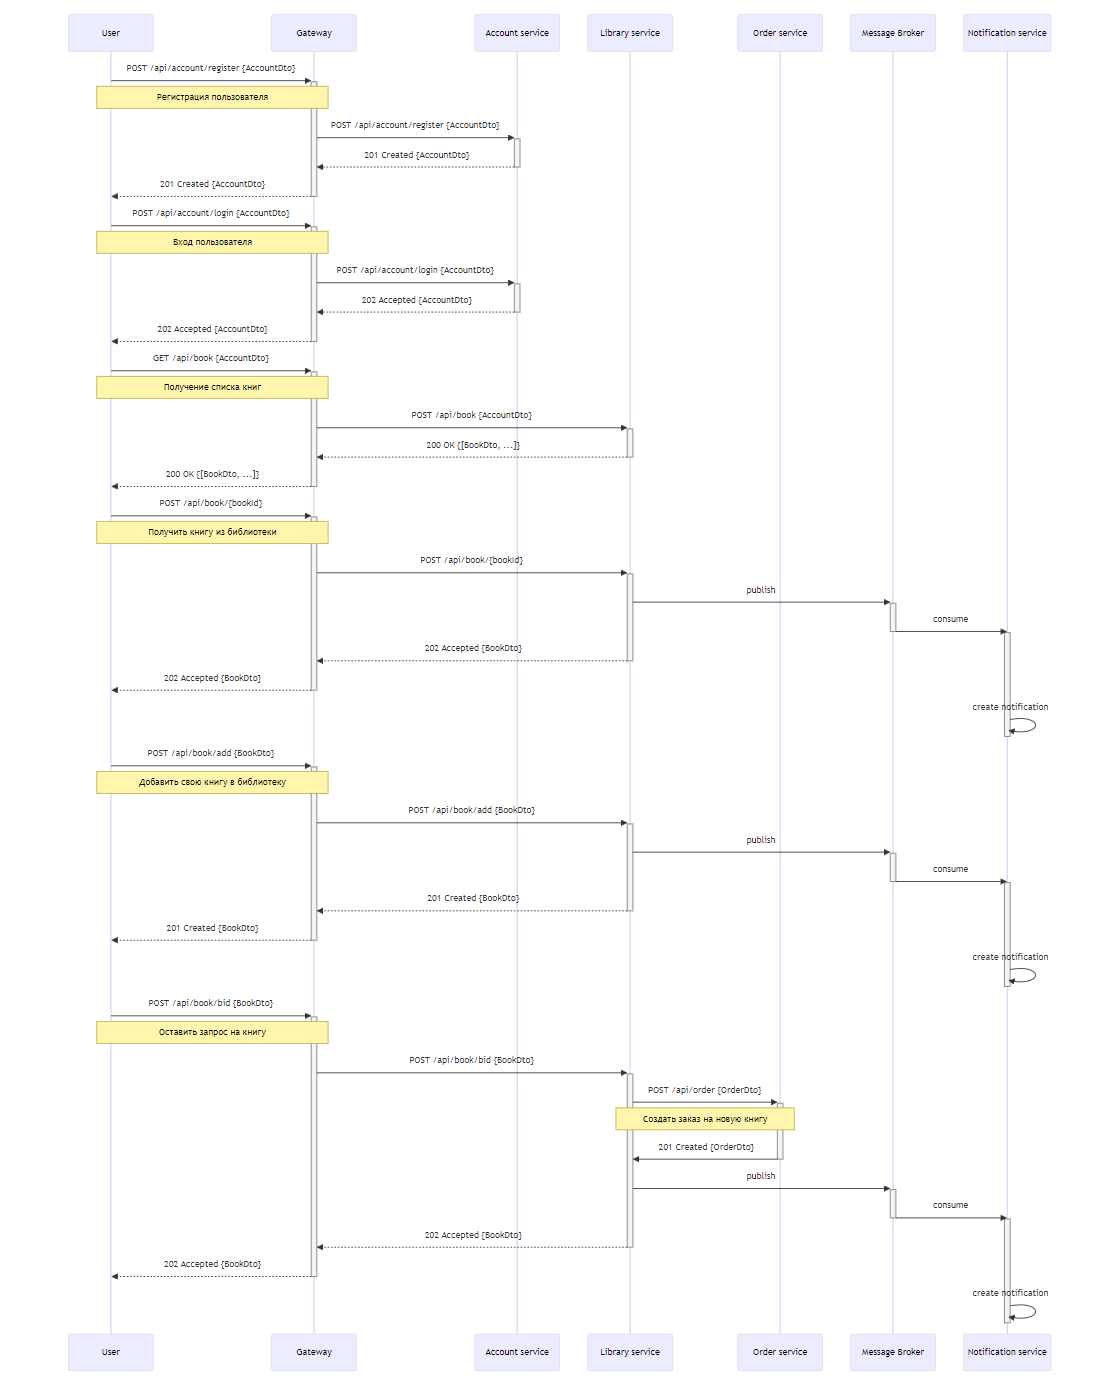 User
Gateway
Account service
Library service
Order service
Message Broker
Notification service
POST /api/account/register {AccountDto}
Регистрация пользователя
POST /api/account/register {AccountDto}
201 Created {AccountDto}
201 Created {AccountDto}
POST /api/account/login {AccountDto}
Вход пользователя
POST /api/account/login {AccountDto}
202 Accepted {AccountDto}
202 Accepted {AccountDto}
GET /api/book {AccountDto}
Получение списка книг
POST /api/book {AccountDto}
200 OK {[BookDto, ...]}
200 OK {[BookDto, ...]}
POST /api/book/{bookId}
Получить книгу из библиотеки
POST /api/book/{bookId}
publish
consume
202 Accepted {BookDto}
202 Accepted {BookDto}
create notification
POST /api/book/add {BookDto}
Добавить свою книгу в библиотеку
POST /api/book/add {BookDto}
publish
consume
201 Created {BookDto}
201 Created {BookDto}
create notification
POST /api/book/bid {BookDto}
Оставить запрос на книгу
POST /api/book/bid {BookDto}
POST /api/order {OrderDto}
Создать заказ на новую книгу
201 Created {OrderDto}
publish
consume
202 Accepted {BookDto}
202 Accepted {BookDto}
create notification
User
Gateway
Account service
Library service
Order service
Message Broker
Notification service